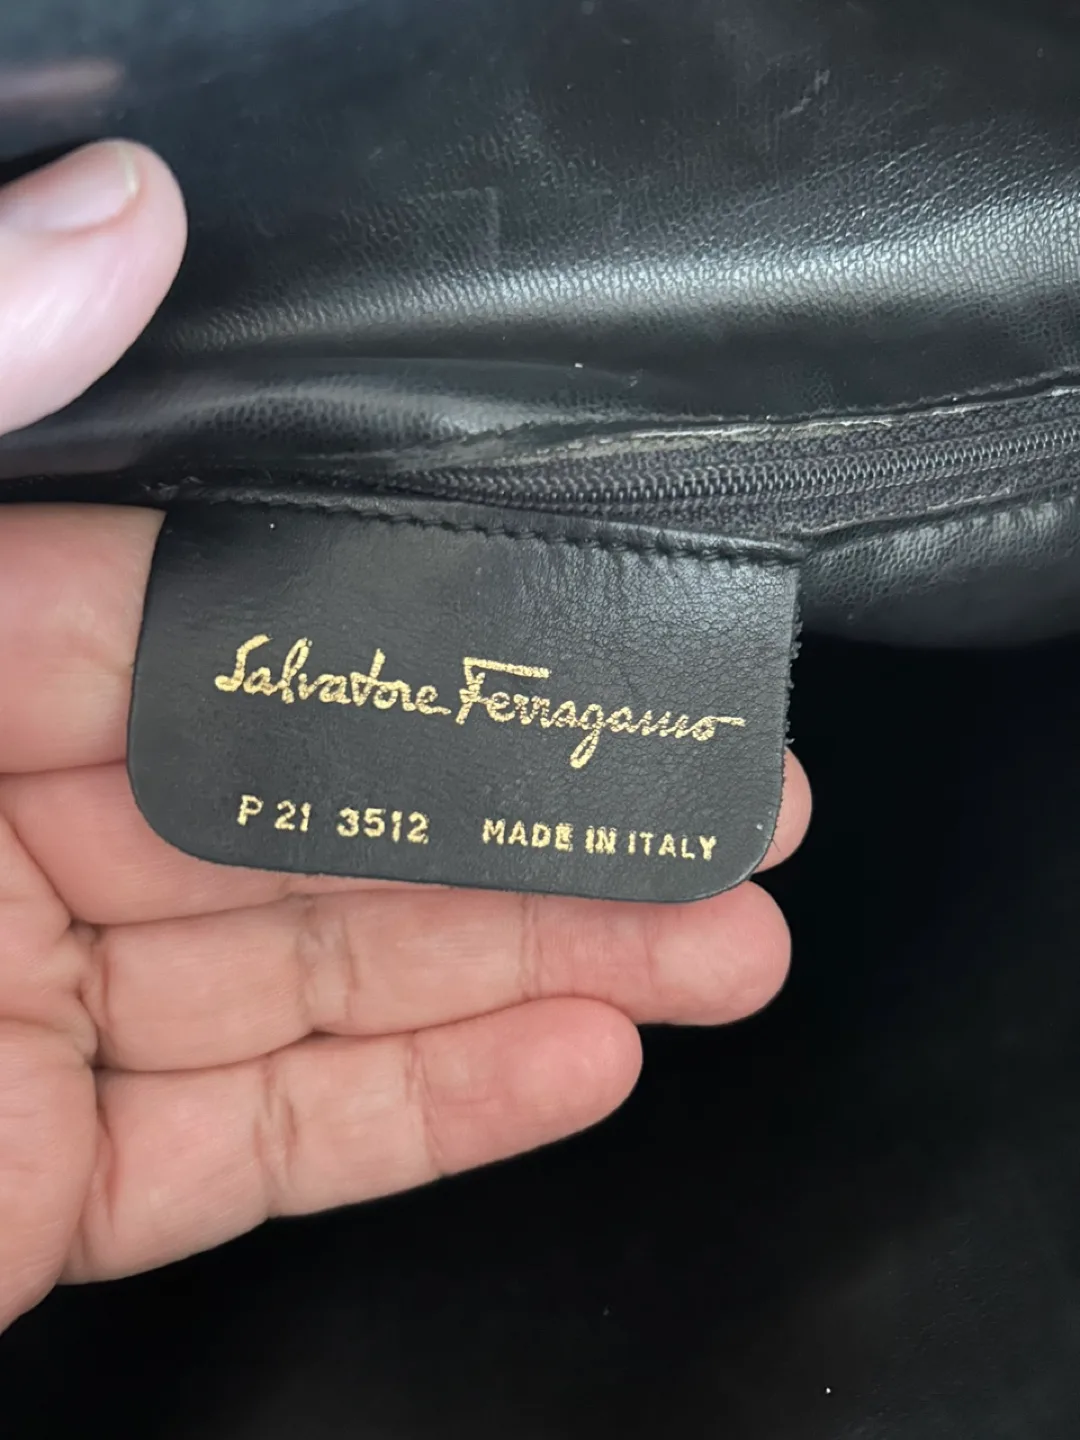 Salvatore Ferragamo
P 21 3512 MADE IN ITALY